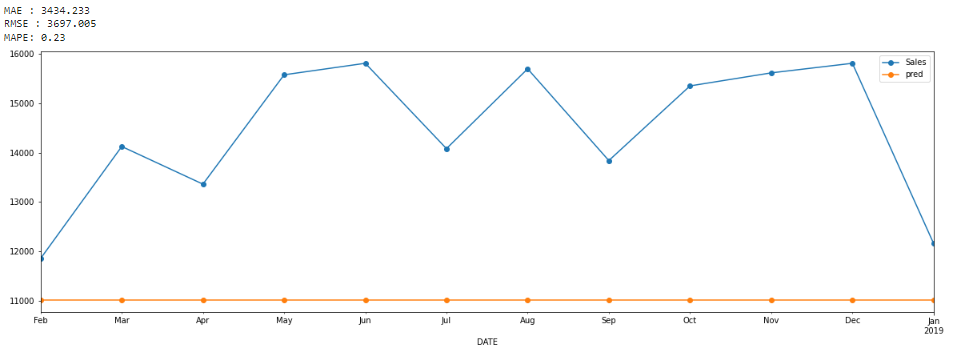 MAE : 3434.233
RMSE : 3697.005
MAPE: 0.23
16000
15000
14000
13000
12000
11000
Sales
pred
Feb Mar Apr May Jun Jul Aug Sep Oct Nov Dec Jan
2019
DATE